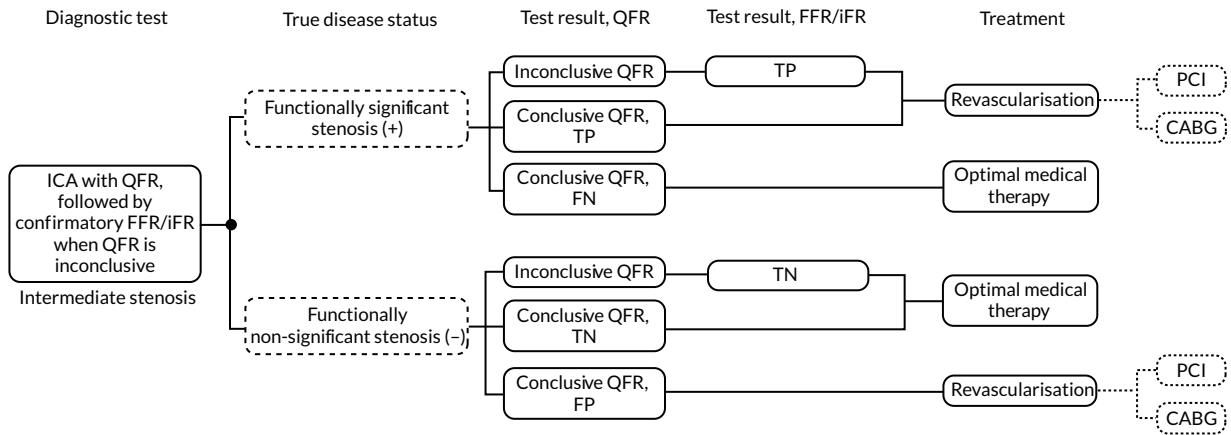 Diagnostic test
True disease status
Test result, QFR
Test result, FFR/iFR
Treatment
ICA with QFR,
followed by
confirmatory FFR/iFR
when QFR is
inconclusive
Intermediate stenosis
Functionally significant
stenosis (+)
Inconclusive QFR
TP
Conclusive QFR,
TP
Revascularisation
PCI
CABG
Conclusive QFR,
FN
Optimal medical
therapy
Functionally
non-significant stenosis (–)
Inconclusive QFR
TN
Conclusive QFR,
TN
Optimal medical
therapy
Conclusive QFR,
FP
Revascularisation
PCI
CABG